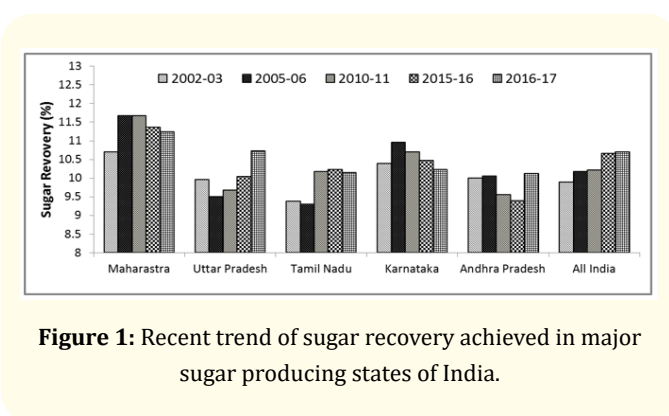 13
12.5
12
11.5
11
10.5
10
9.5
9
8.5
8
Sugar Revovery (%)
2002-03 2005-06 2010-11 2015-16 2016-17
Maharastra Uttar Pradesh Tamil Nadu Karnataka Andhra Pradesh All India
Figure 1: Recent trend of sugar recovery achieved in major
sugar producing states of India.